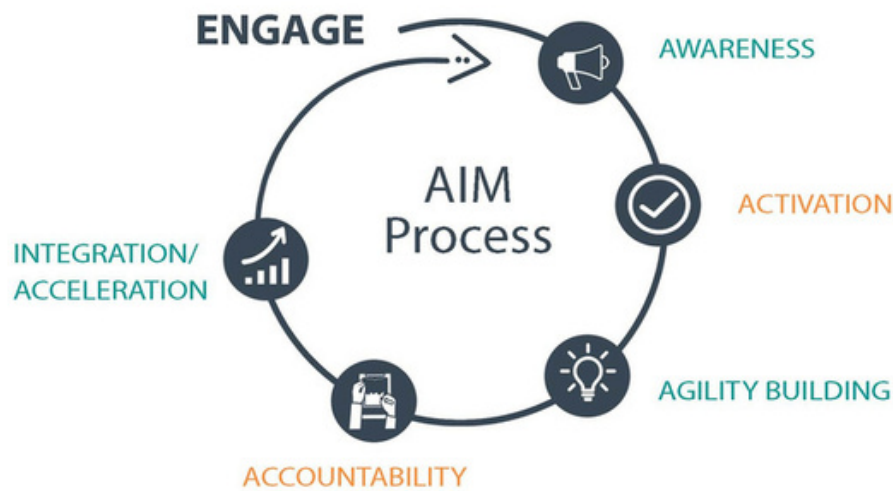 ENGAGE
AWARENESS
AIM
Process
ACTIVATION
INTEGRATION/
ACCELERATION
AGILITY BUILDING
ACCOUNTABILITY